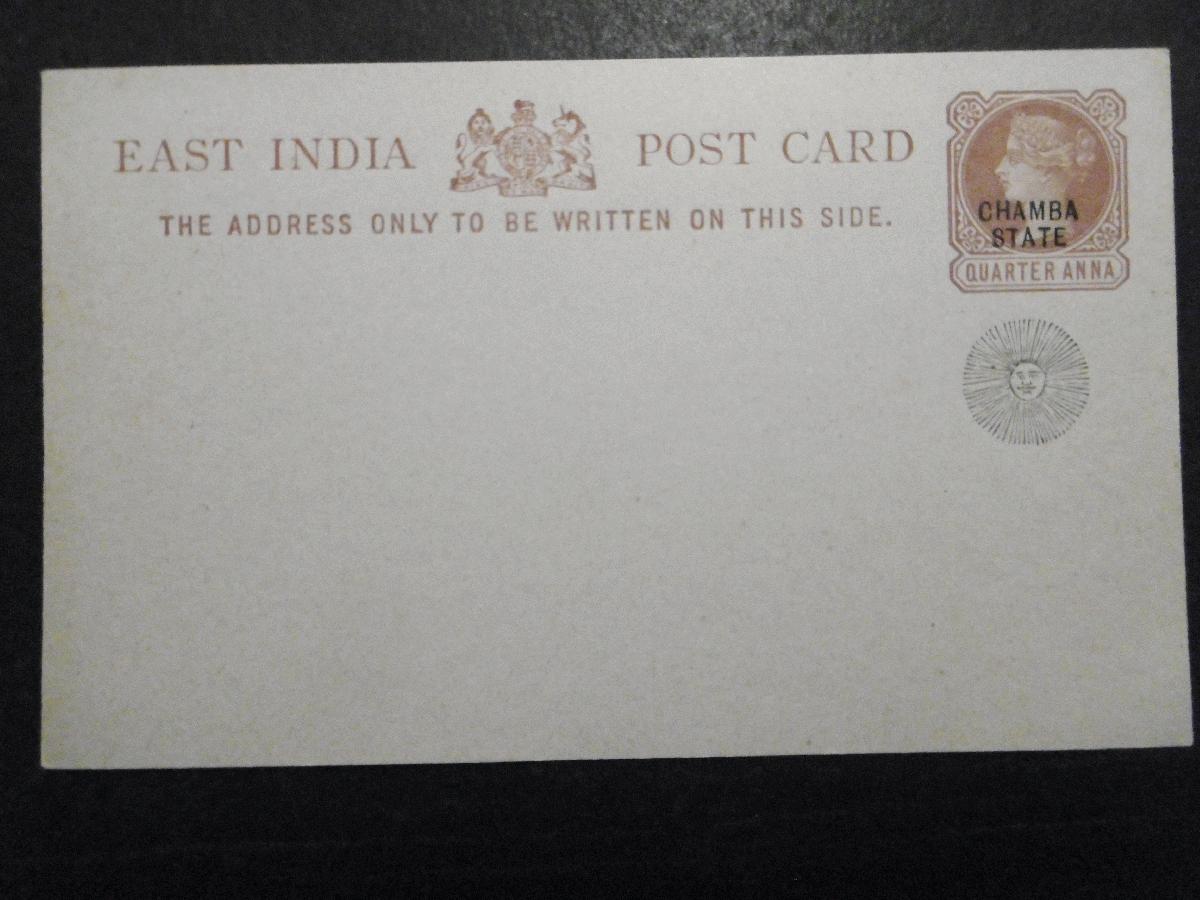 EAST INDIA POST CARD
THE ADDRESS ONLY TO BE WRITTEN ON THIS SIDE.
CHAMBA
STATE
QUARTER ANNA